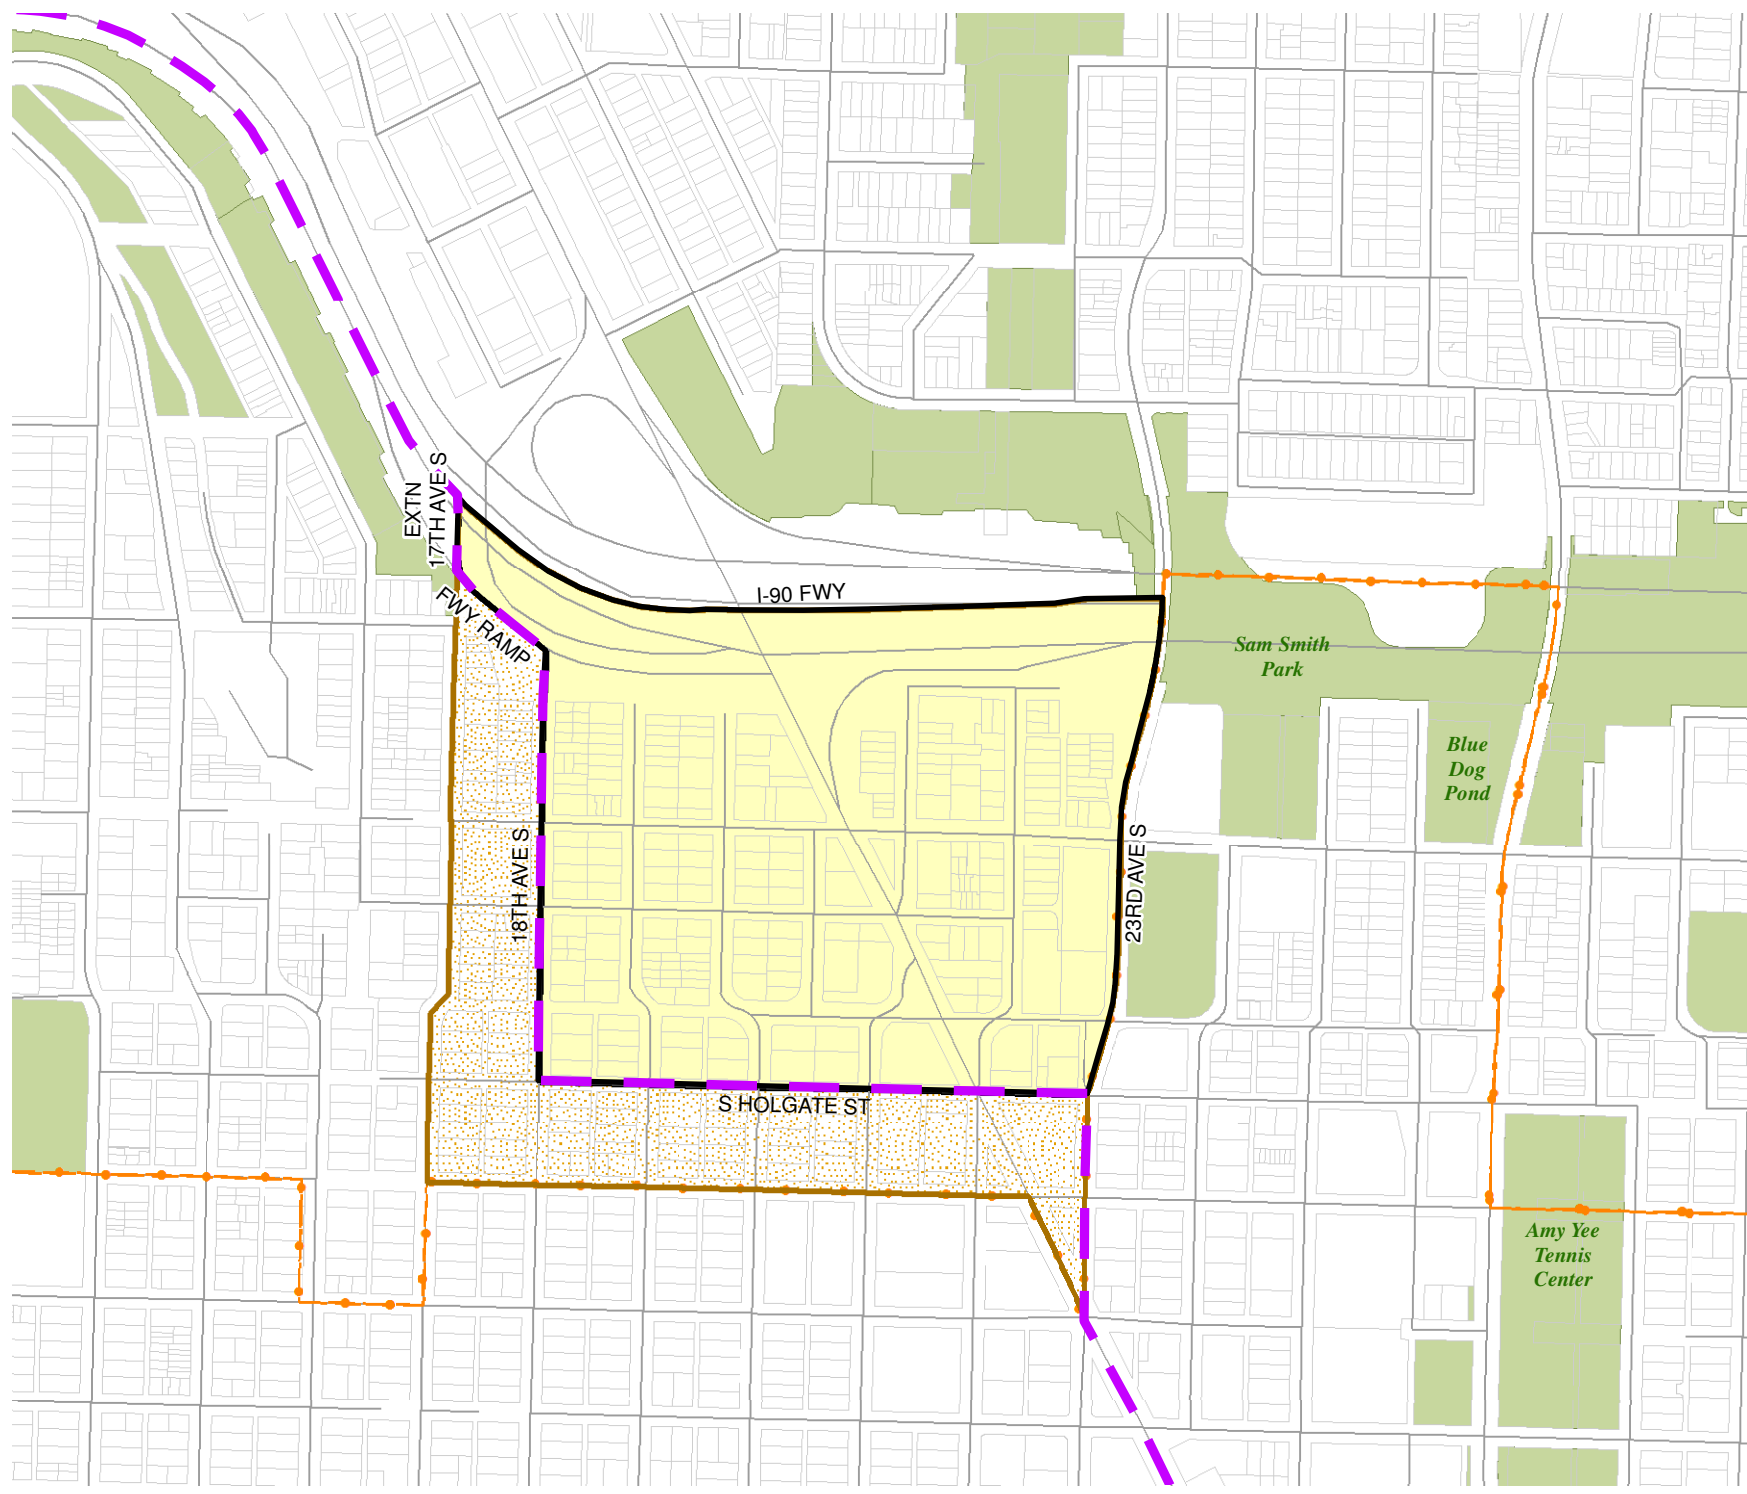 EXTN
17TH AVE S
I-90 FWY
FWY RAMP
Sam Smith
Park
Blue
Dog
Pond
18TH AVE S
23RD AVE S
S HOLGATE ST
Amy Yee
Tennis
Center